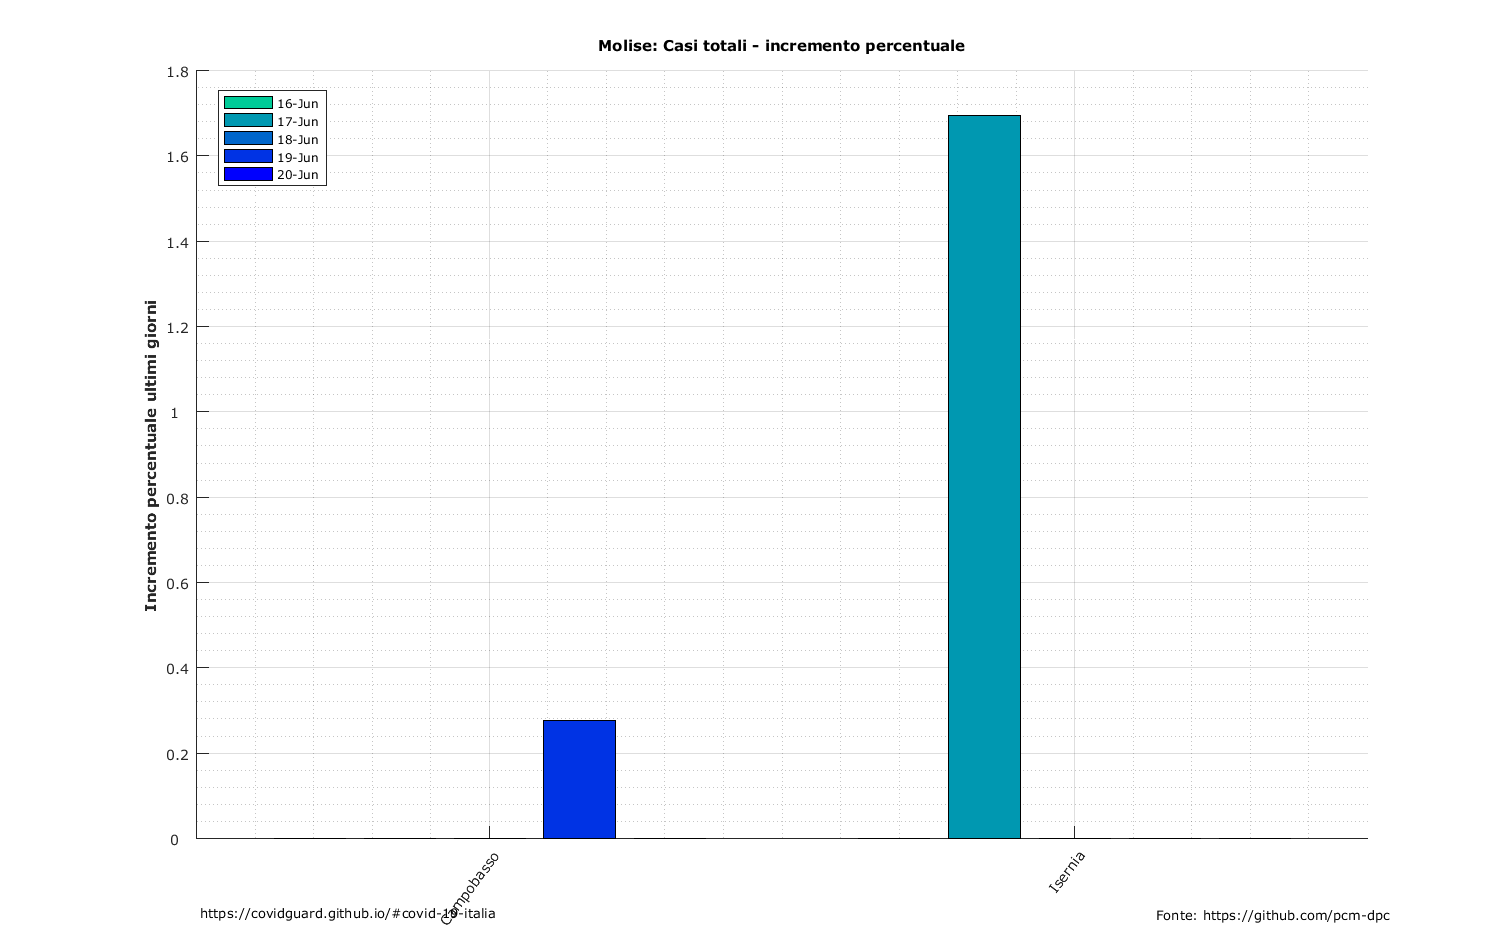 Molise: Casi totali - incremento percentuale
1.8
1.6
1.4
1.2
1
0.8
0.6
0.4
0.2
0
Incremento percentuale ultimi giorni
16-Jun
17-Jun
18-Jun
19-Jun
20-Jun
Campobasso
Isernia
https://covidguard.github.io/#covid-19-italia
Fonte: https://github.com/pcm-dpc